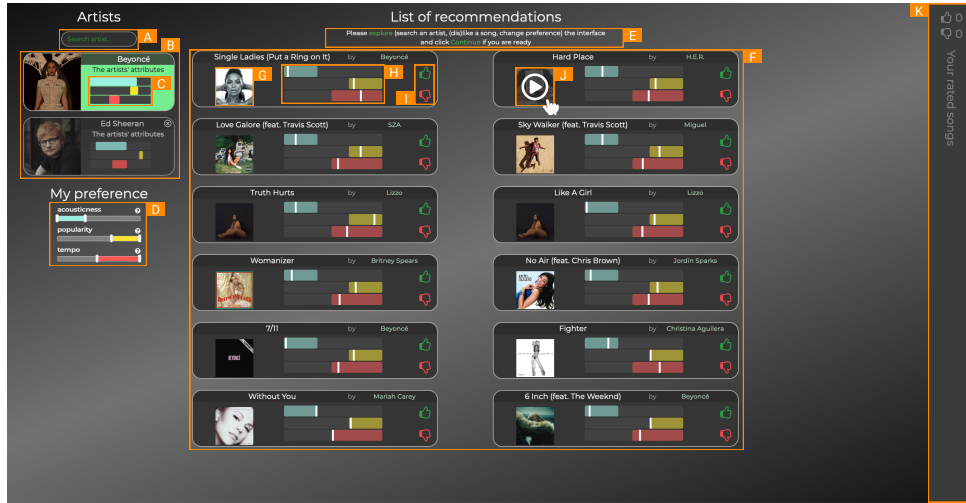 Artists
Search artist...
A
B
Beyoncé
The artists' attributes
C
Ed Sheeran
The artists' attributes
My preference
D
acousticness ?
popularity ?
tempo ?
List of recommendations
Please explore (search an artist, (dis)like a song, change preference) the interface
and click Continue if you are ready
E
F
Single Ladies (Put a Ring on It) by Beyoncé
G
H
I
Hard Place by H.E.R.
J
Love Galore (feat. Travis Scott) by SZA
Sky Walker (feat. Travis Scott) by Miguel
Truth Hurts by Lizzo
Like A Girl by Lizzo
Womanizer by Britney Spears
No Air (feat. Chris Brown) by Jordin Sparks
7/11 by Beyoncé
BEYONCÉ
Fighter by Christina Aguilera
Without You by Mariah Carey
6 Inch (feat. The Weeknd) by Beyoncé
K
0
0
Your rated songs